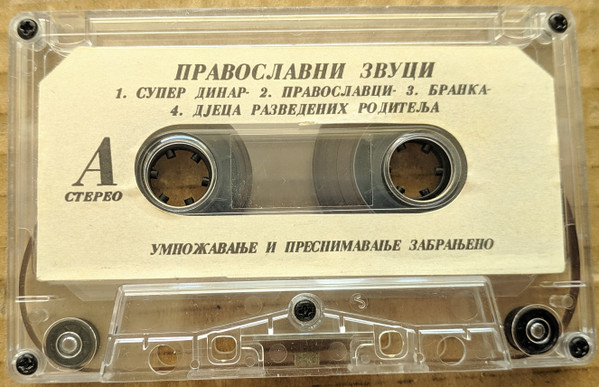 ПРАВОСЛАВНИ ЗВУЦИ
1. СУПЕР ДИНАР- 2. ПРАВОСЛАВЦИ- 3. БРАНКА-
4. ДЈЕЦА РАЗВЕДЕНИХ РОДИТЕЉА
А
СТЕРЕО
УМНОЖАВАЊЕ И ПРЕСНИМАВАЊЕ ЗАБРАЊЕНО